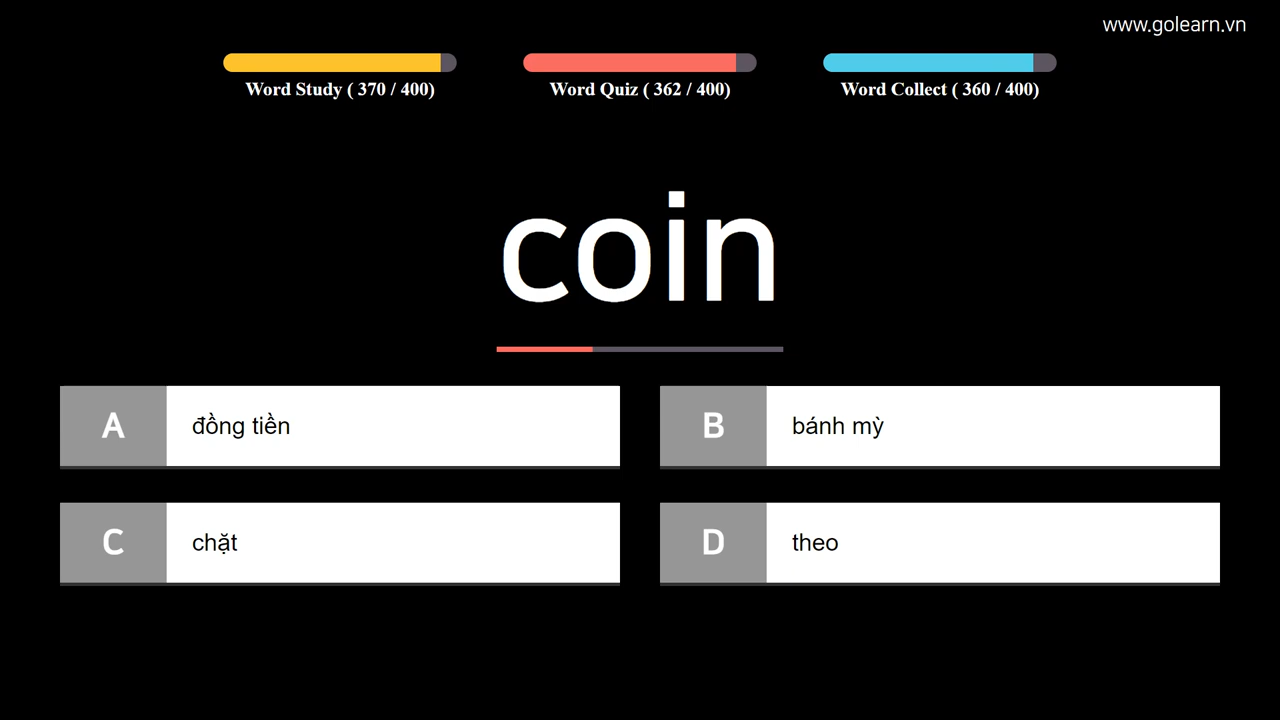 www.golearn.vn
Word Study ( 370 / 400)
Word Quiz ( 362 / 400)
Word Collect ( 360 / 400)
coin
A đồng tiền
B bánh mỳ
C chặt
D theo